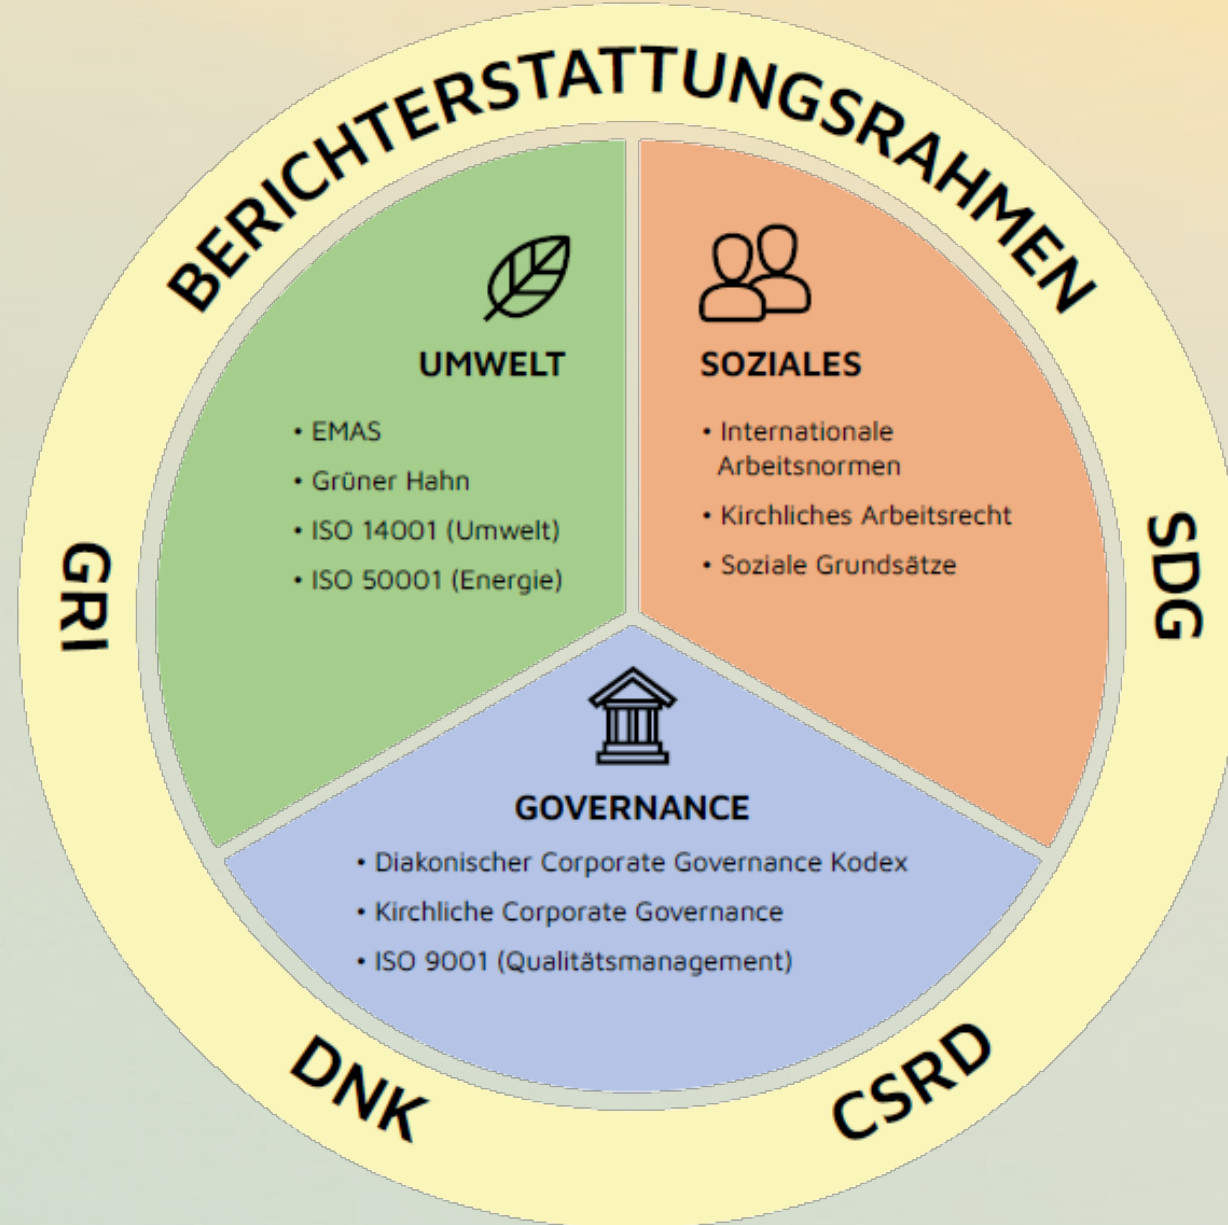 BERICHTERSTATTUNGSRAHMEN
UMWELT
• EMAS
• Grüner Hahn
• ISO 14001 (Umwelt)
• ISO 50001 (Energie)
SOZIALES
• Internationale
Arbeitsnormen
• Kirchliches Arbeitsrecht
• Soziale Grundsätze
GOVERNANCE
• Diakonischer Corporate Governance Kodex
• Kirchliche Corporate Governance
• ISO 9001 (Qualitätsmanagement)
GRI
SDG
DNK
CSRD